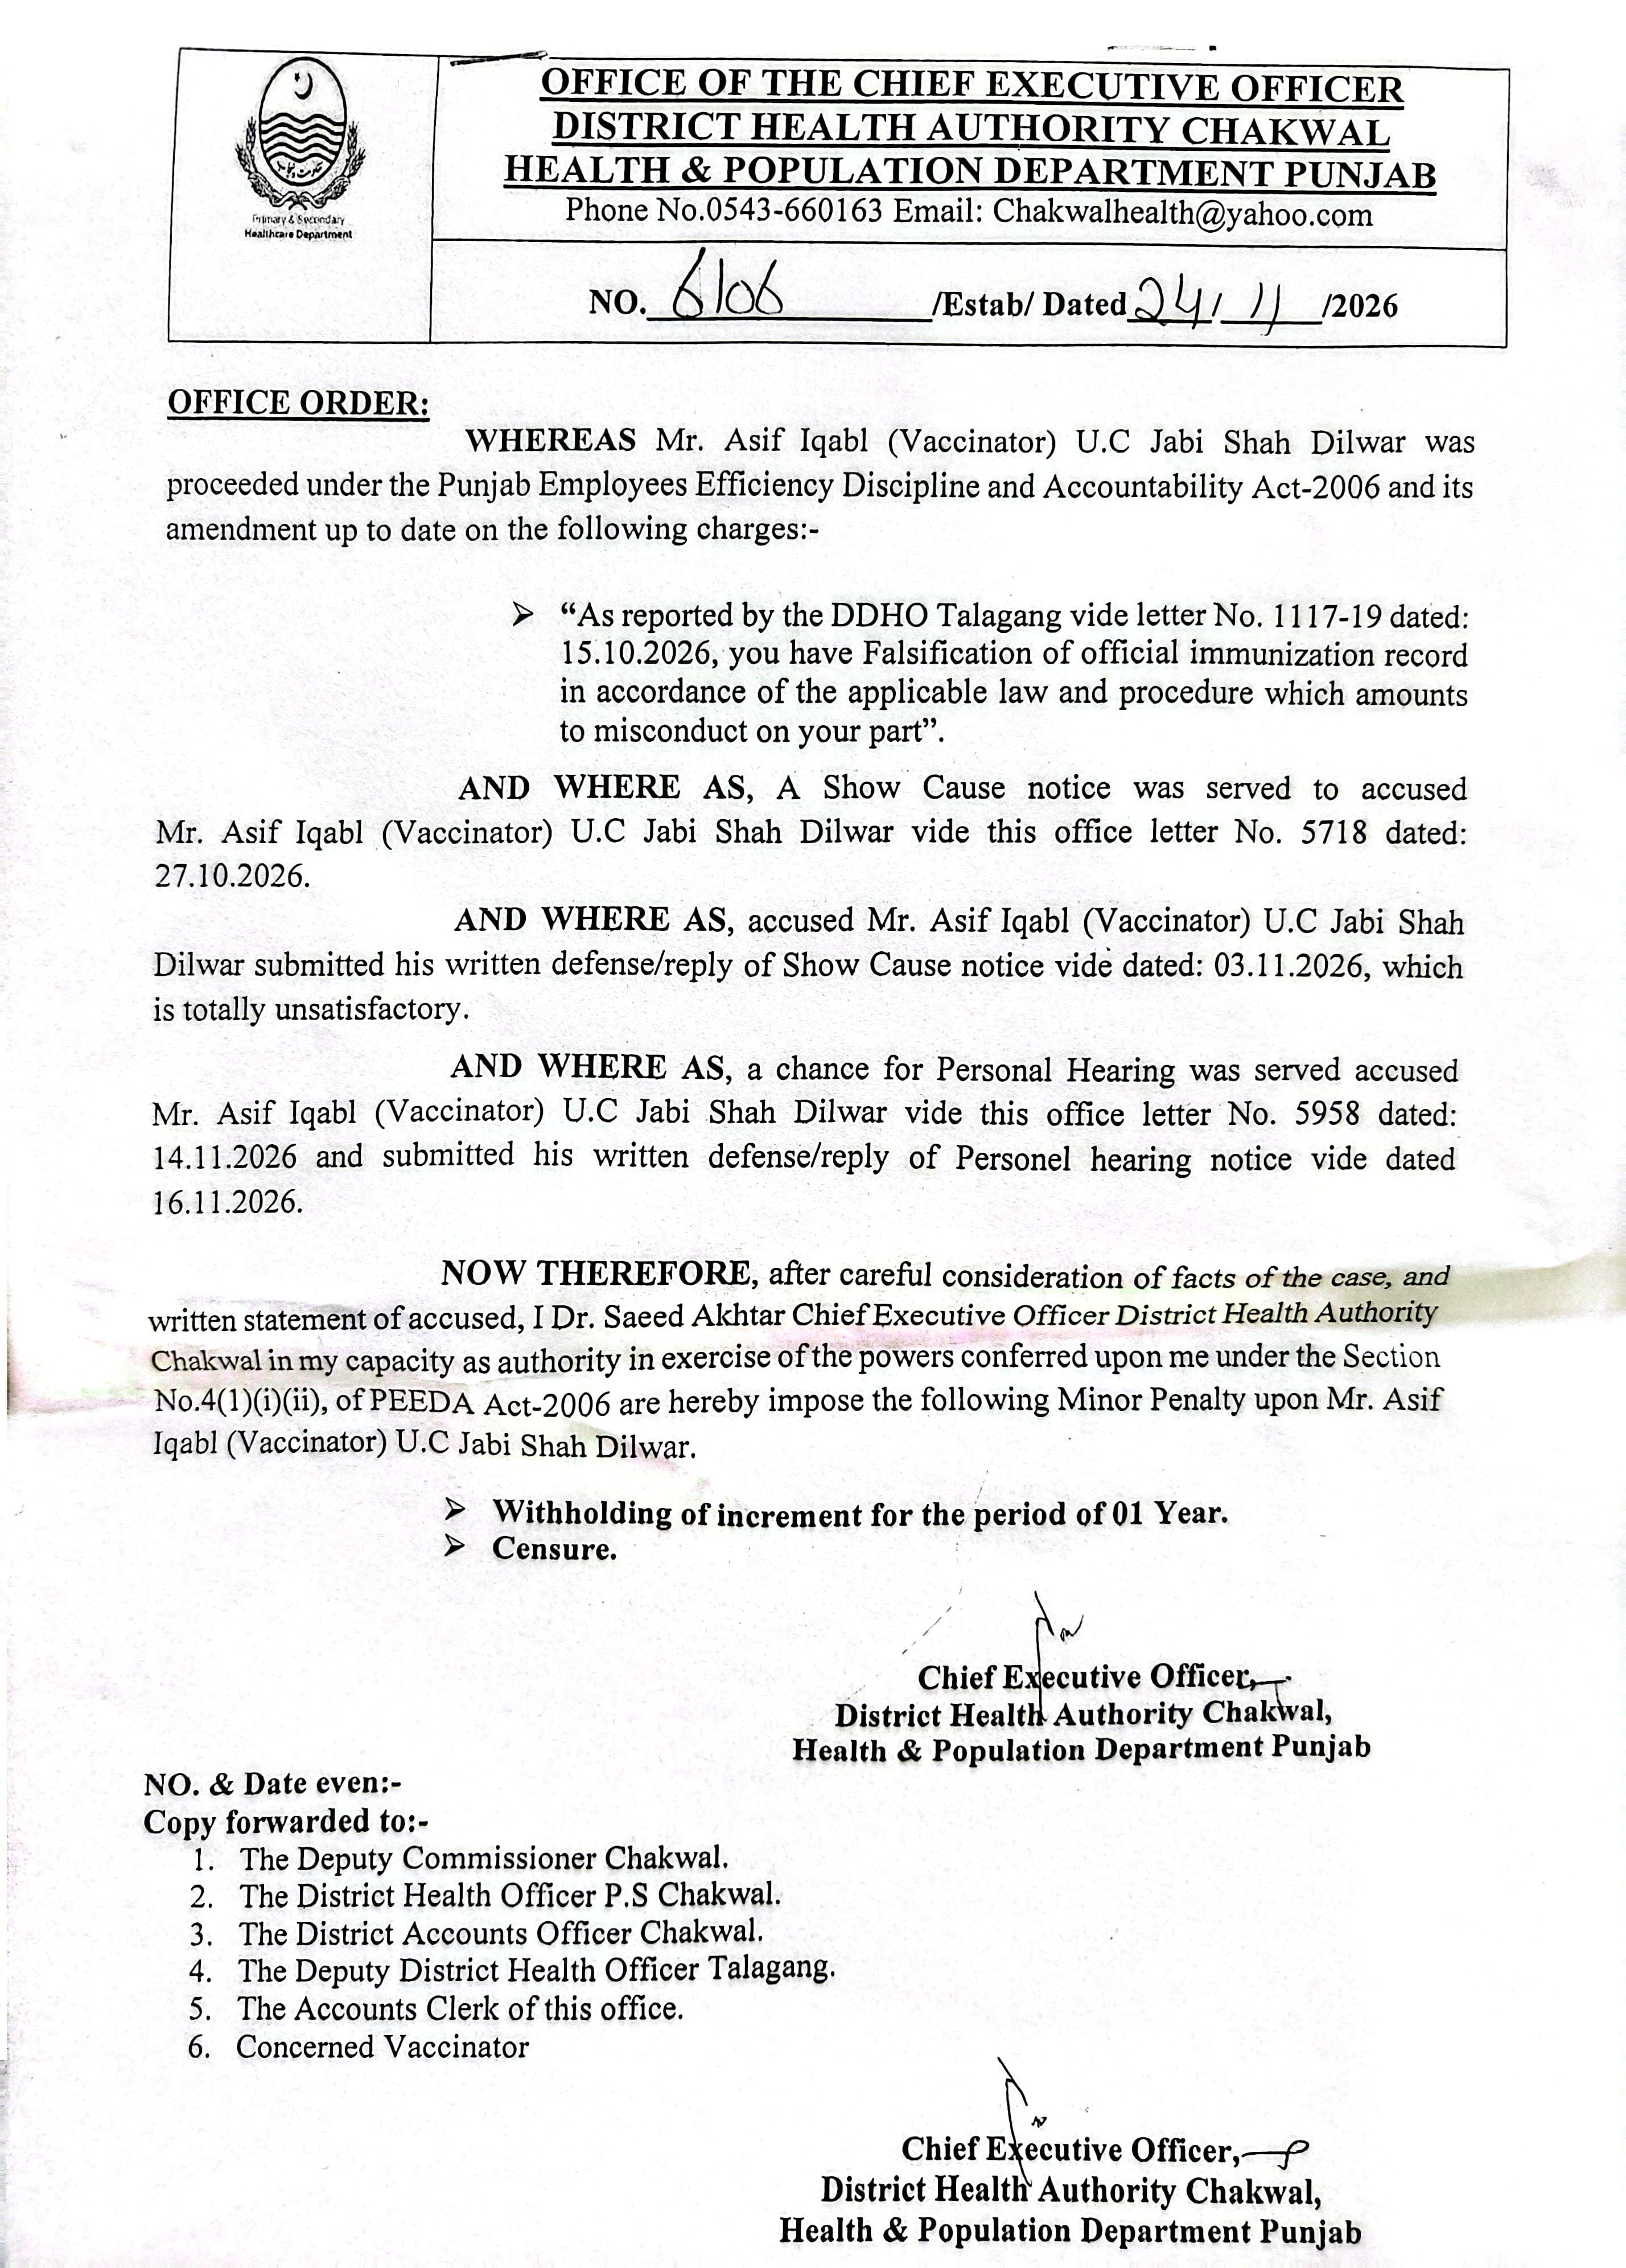 OFFICE OF THE CHIEF EXECUTIVE OFFICER
DISTRICT HEALTH AUTHORITY CHAKWAL
HEALTH & POPULATION DEPARTMENT PUNJAB
Phone No.0543-660163 Email: Chakwalhealth@yahoo.com
Primary & Secondary
Healthcare Department
NO. 6106 /Estab/ Dated 24/11/2026
OFFICE ORDER:
WHEREAS Mr. Asif Iqabl (Vaccinator) U.C Jabi Shah Dilwar was
proceeded under the Punjab Employees Efficiency Discipline and Accountability Act-2006 and its
amendment up to date on the following charges:-
➢ “As reported by the DDHO Talagang vide letter No. 1117-19 dated:
15.10.2026, you have Falsification of official immunization record
in accordance of the applicable law and procedure which amounts
to misconduct on your part”.
AND WHERE AS, A Show Cause notice was served to accused
Mr. Asif Iqabl (Vaccinator) U.C Jabi Shah Dilwar vide this office letter No. 5718 dated:
27.10.2026.
AND WHERE AS, accused Mr. Asif Iqabl (Vaccinator) U.C Jabi Shah
Dilwar submitted his written defense/reply of Show Cause notice vide dated: 03.11.2026, which
is totally unsatisfactory.
AND WHERE AS, a chance for Personal Hearing was served accused
Mr. Asif Iqabl (Vaccinator) U.C Jabi Shah Dilwar vide this office letter No. 5958 dated:
14.11.2026 and submitted his written defense/reply of Personel hearing notice vide dated
16.11.2026.
NOW THEREFORE, after careful consideration of facts of the case, and
written statement of accused, I Dr. Saeed Akhtar Chief Executive Officer District Health Authority
Chakwal in my capacity as authority in exercise of the powers conferred upon me under the Section
No.4(1)(i)(ii), of PEEDA Act-2006 are hereby impose the following Minor Penalty upon Mr. Asif
Iqabl (Vaccinator) U.C Jabi Shah Dilwar.
➢ Withholding of increment for the period of 01 Year.
➢ Censure.
Chief Executive Officer,
District Health Authority Chakwal,
Health & Population Department Punjab
NO. & Date even:-
Copy forwarded to:-
1. The Deputy Commissioner Chakwal.
2. The District Health Officer P.S Chakwal.
3. The District Accounts Officer Chakwal.
4. The Deputy District Health Officer Talagang.
5. The Accounts Clerk of this office.
6. Concerned Vaccinator
Chief Executive Officer,
District Health Authority Chakwal,
Health & Population Department Punjab